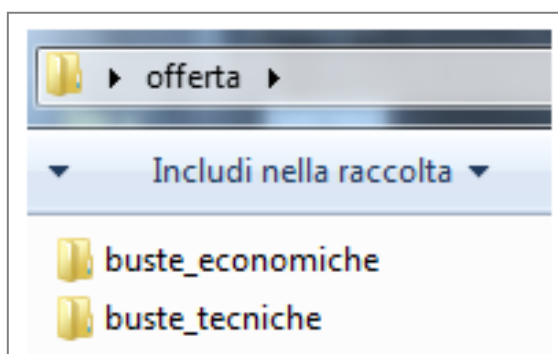 offerta
Includi nella raccolta
buste_economiche
buste_tecniche